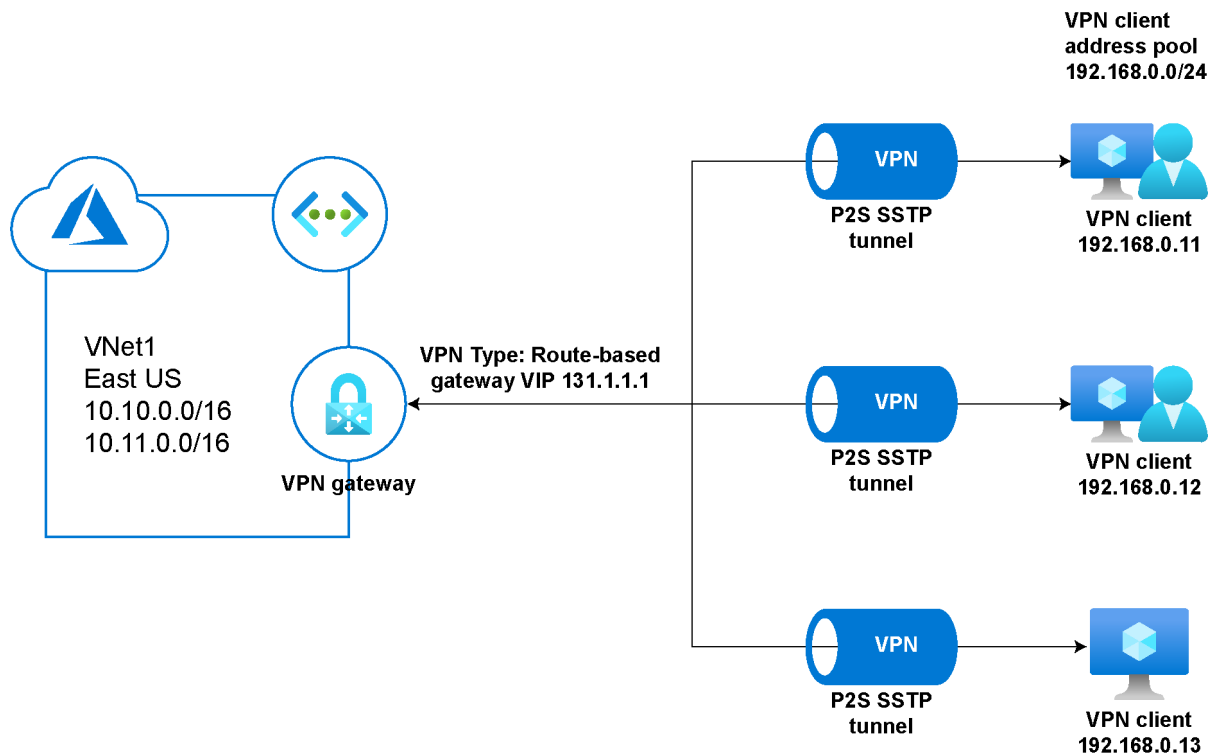 VPN client
address pool
192.168.0.0/24
VPN
P2S SSTP
tunnel
VPN client
192.168.0.11
VNet1
East US
10.10.0.0/16
10.11.0.0/16
VPN gateway
VPN Type: Route-based
gateway VIP 131.1.1.1
VPN
P2S SSTP
tunnel
VPN client
192.168.0.12
VPN
P2S SSTP
tunnel
VPN client
192.168.0.13